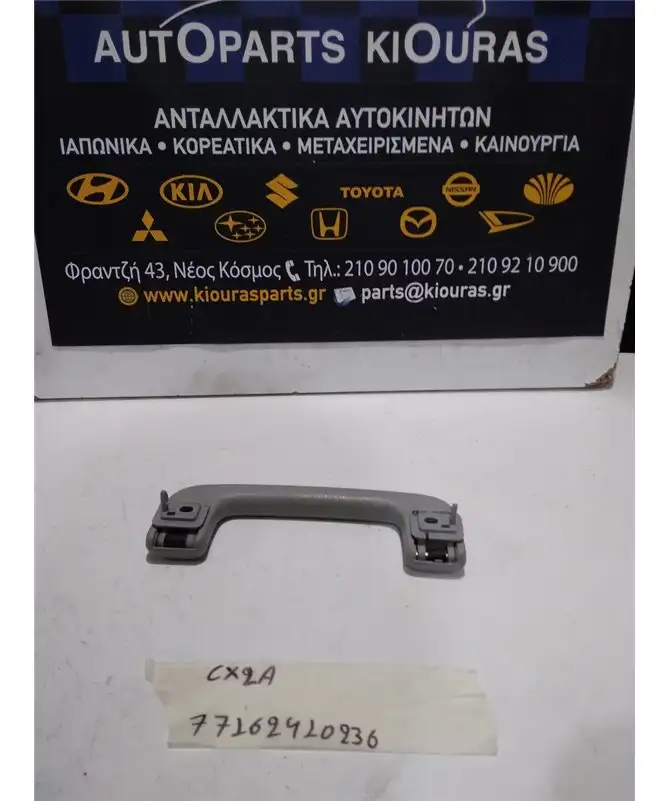 AUTOPARTS KIOURAS
ΑΝΤΑΛΛΑΚΤΙΚΑ ΑΥΤΟΚΙΝΗΤΩΝ
ΙΑΠΩΝΙΚΑ • ΚΟΡΕΑΤΙΚΑ • ΜΕΤΑΧΕΙΡΙΣΜΕΝΑ • ΚΑΙΝΟΥΡΓΙΑ
KIA TOYOTA NISSAN
Φραντζή 43, Νέος Κόσμος Τηλ.: 210 90 100 70 • 210 92 10 900
www.kiourasparts.gr parts@kiouras.gr
CX2A
77162410236